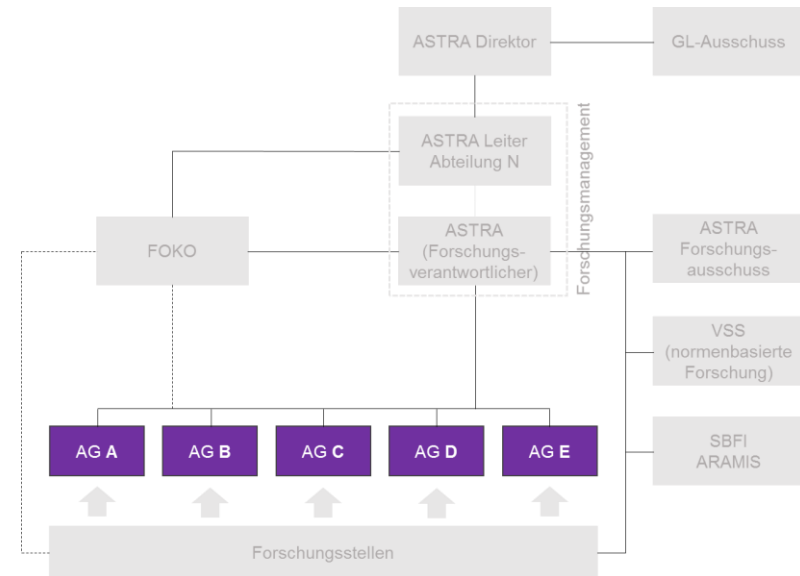 ASTRA Direktor
GL-Ausschuss
ASTRA Leiter
Abteilung N
Forschungsmanagement
FOKO
ASTRA
(Forschungs-
verantwortlicher)
ASTRA
Forschungs-
ausschuss
VSS
(normenbasierte
Forschung)
AG A
AG B
AG C
AG D
AG E
SBFI
ARAMIS
Forschungsstellen